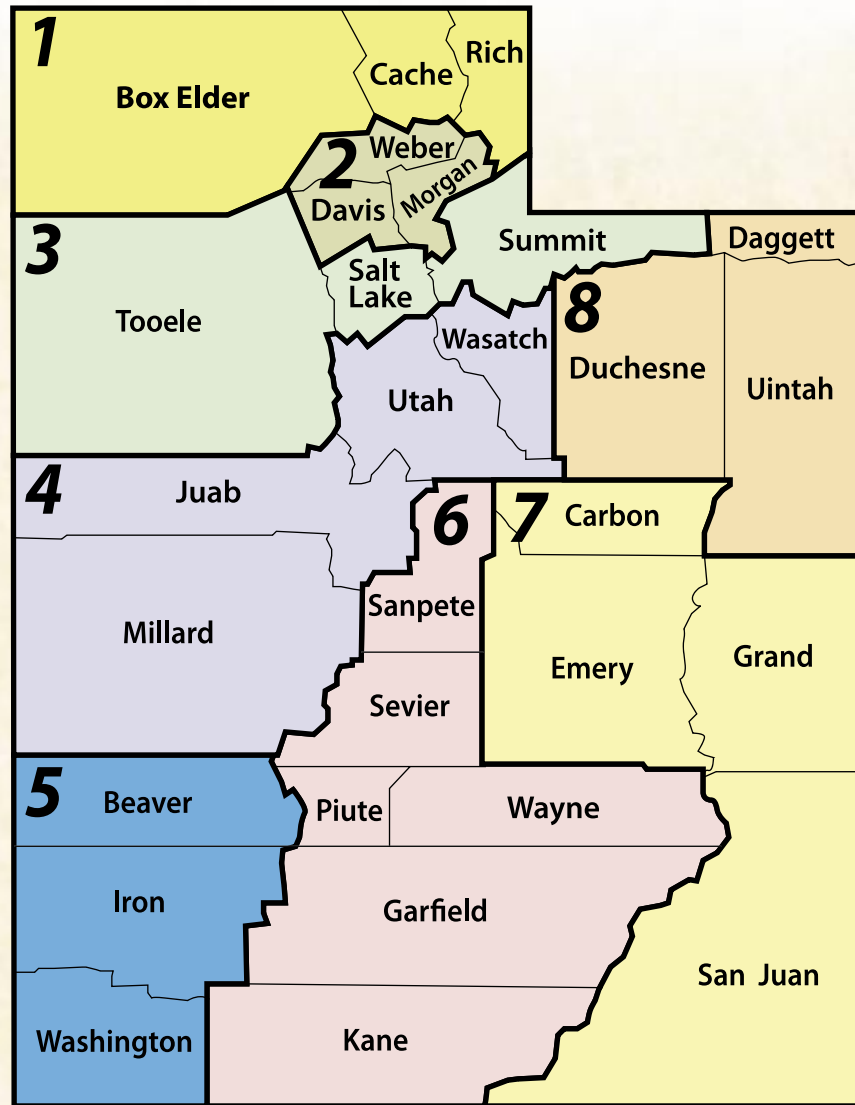 1
Box Elder
Cache
Rich
2
Weber
Davis
Morgan
3
Tooele
Salt
Lake
Summit
4
Juab
Utah
Wasatch
Millard
8
Daggett
Duchesne
Uintah
6
Sanpete
Sevier
Piute
Wayne
Garfield
Kane
7
Carbon
Emery
Grand
San Juan
5
Beaver
Iron
Washington